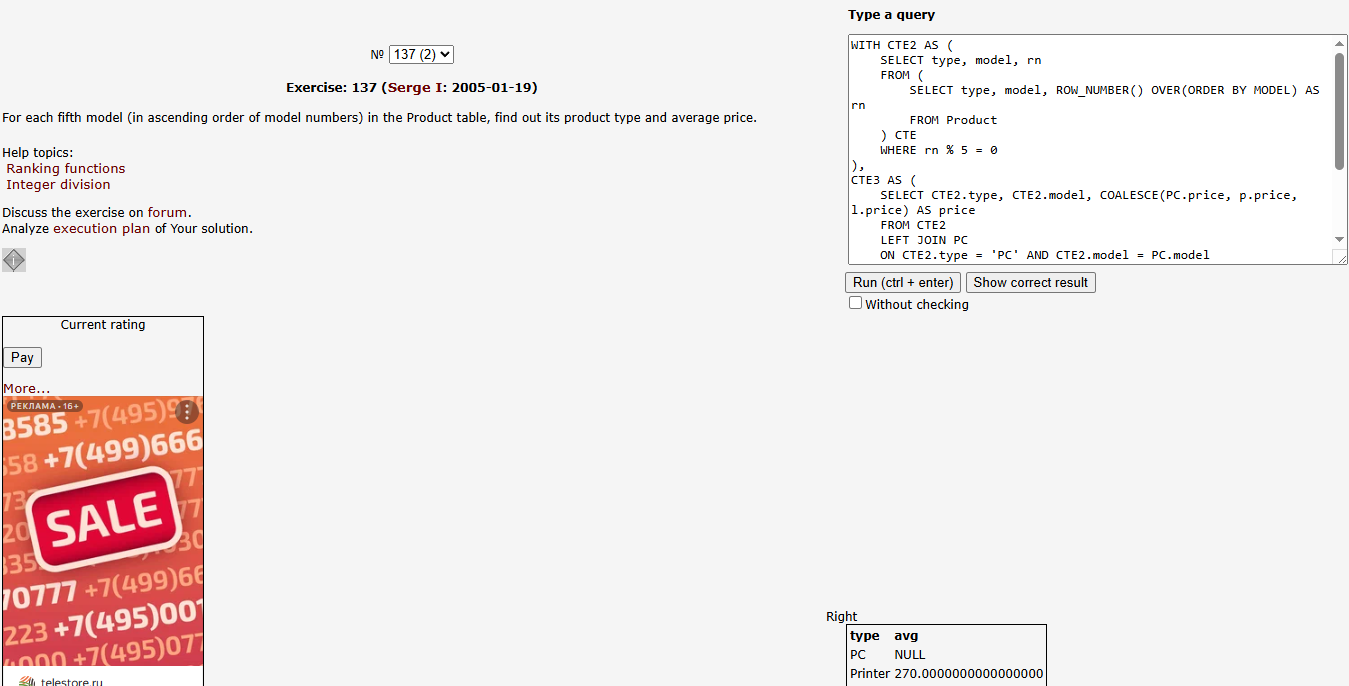 № 137 (2)
Exercise: 137 (Serge I: 2005-01-19)
For each fifth model (in ascending order of model numbers) in the Product table, find out its product type and average price.
Help topics:
Ranking functions
Integer division
Discuss the exercise on forum.
Analyze execution plan of Your solution.
Current rating
Pay
More...
РЕКЛАМА • 16+
8585 +7(495)
+7(499)666
SALE
70777 +7(499)66
223 +7(495)00
4000 +7(495)077
telestore.ru
Type a query
WITH CTE2 AS (
SELECT type, model, rn
FROM (
SELECT type, model, ROW_NUMBER() OVER(ORDER BY MODEL) AS
rn
FROM Product
) CTE
WHERE rn % 5 = 0
),
CTE3 AS (
SELECT CTE2.type, CTE2.model, COALESCE(PC.price, p.price,
l.price) AS price
FROM CTE2
LEFT JOIN PC
ON CTE2.type = 'PC' AND CTE2.model = PC.model
Run (ctrl + enter) Show correct result
Without checking
Right
type avg
PC NULL
Printer 270.0000000000000000